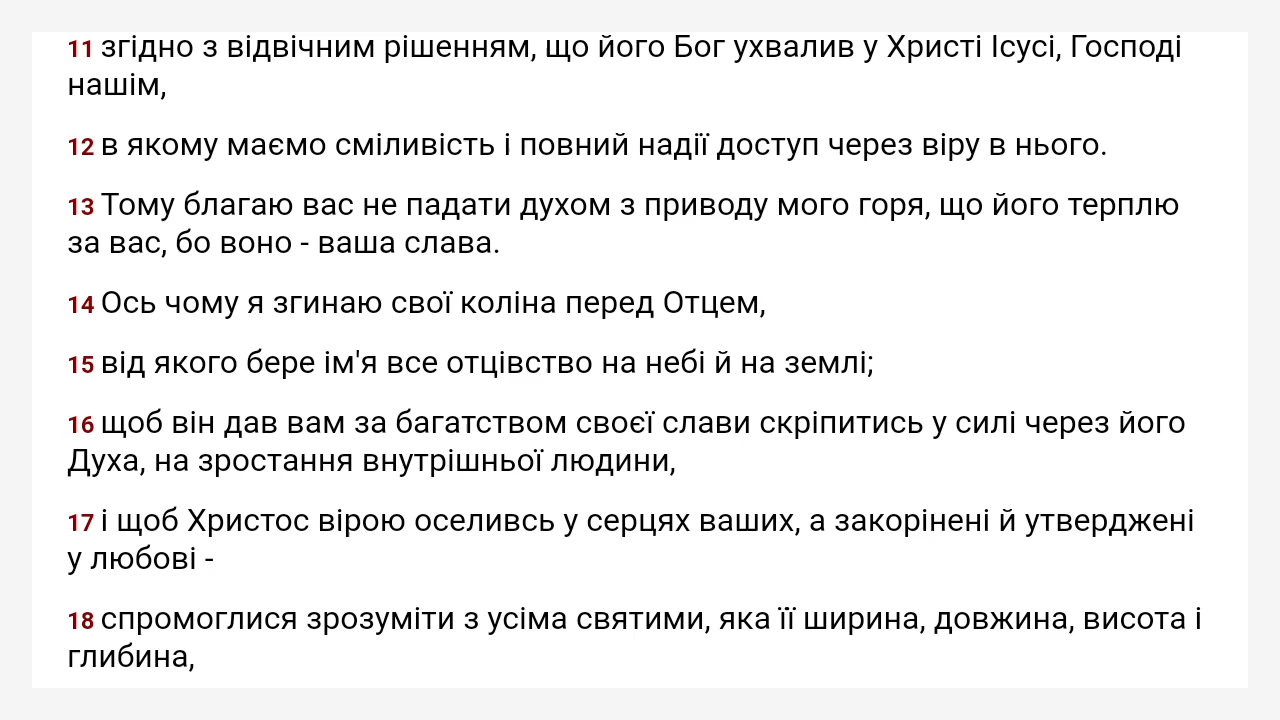 11 згідно з відвічним рішенням, що його Бог ухвалив у Христі Ісусі, Господі
нашім,
12 в якому маємо сміливість і повний надії доступ через віру в нього.
13 Тому благаю вас не падати духом з приводу мого горя, що його терплю
за вас, бо воно - ваша слава.
14 Ось чому я згинаю свої коліна перед Отцем,
15 від якого бере ім'я все отцівство на небі й на землі;
16 щоб він дав вам за багатством своєї слави скріпитись у силі через його
Духа, на зростання внутрішньої людини,
17 і щоб Христос вірою оселивсь у серцях ваших, а закорінені й утверджені
у любові -
18 спромоглися зрозуміти з усіма святими, яка її ширина, довжина, висота і
глибина,